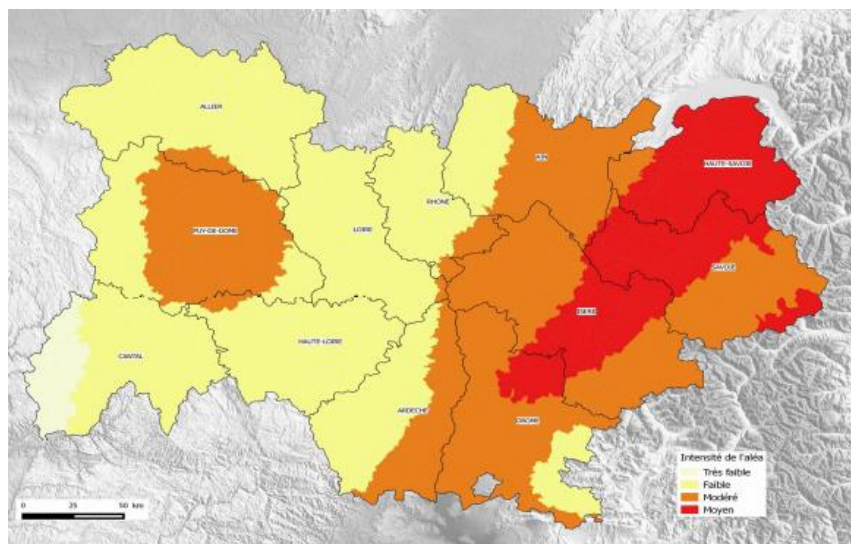 ALLIER
AIN
HAUTE-SAVOIE
RHONE
PUY-DE-DOME
LOIRE
SAVOIE
ISERE
HAUTE-LOIRE
CANTAL
ARDECHE
DROME
Intensité de l'aléa
Très faible
Faible
Modéré
Moyen
0 25 50 km